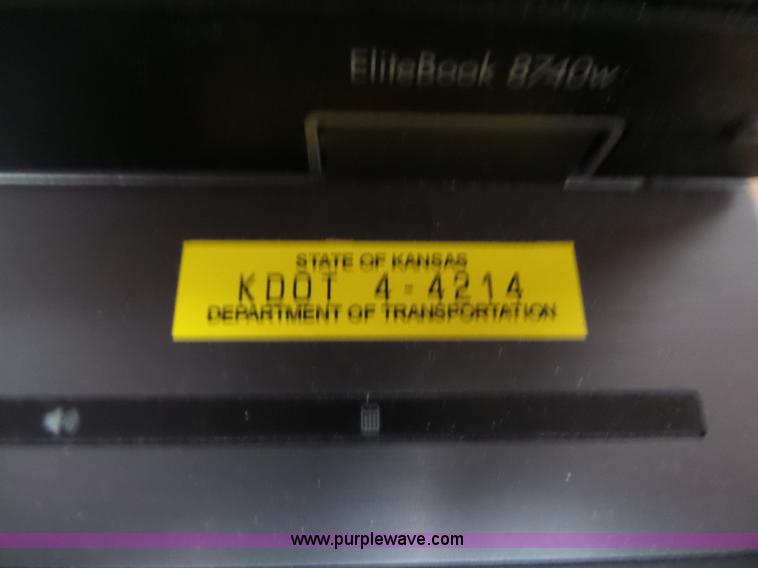 EliteBook 8740w
STATE OF KANSAS
KDOT 4-4214
DEPARTMENT OF TRANSPORTATION
www.purplewave.com